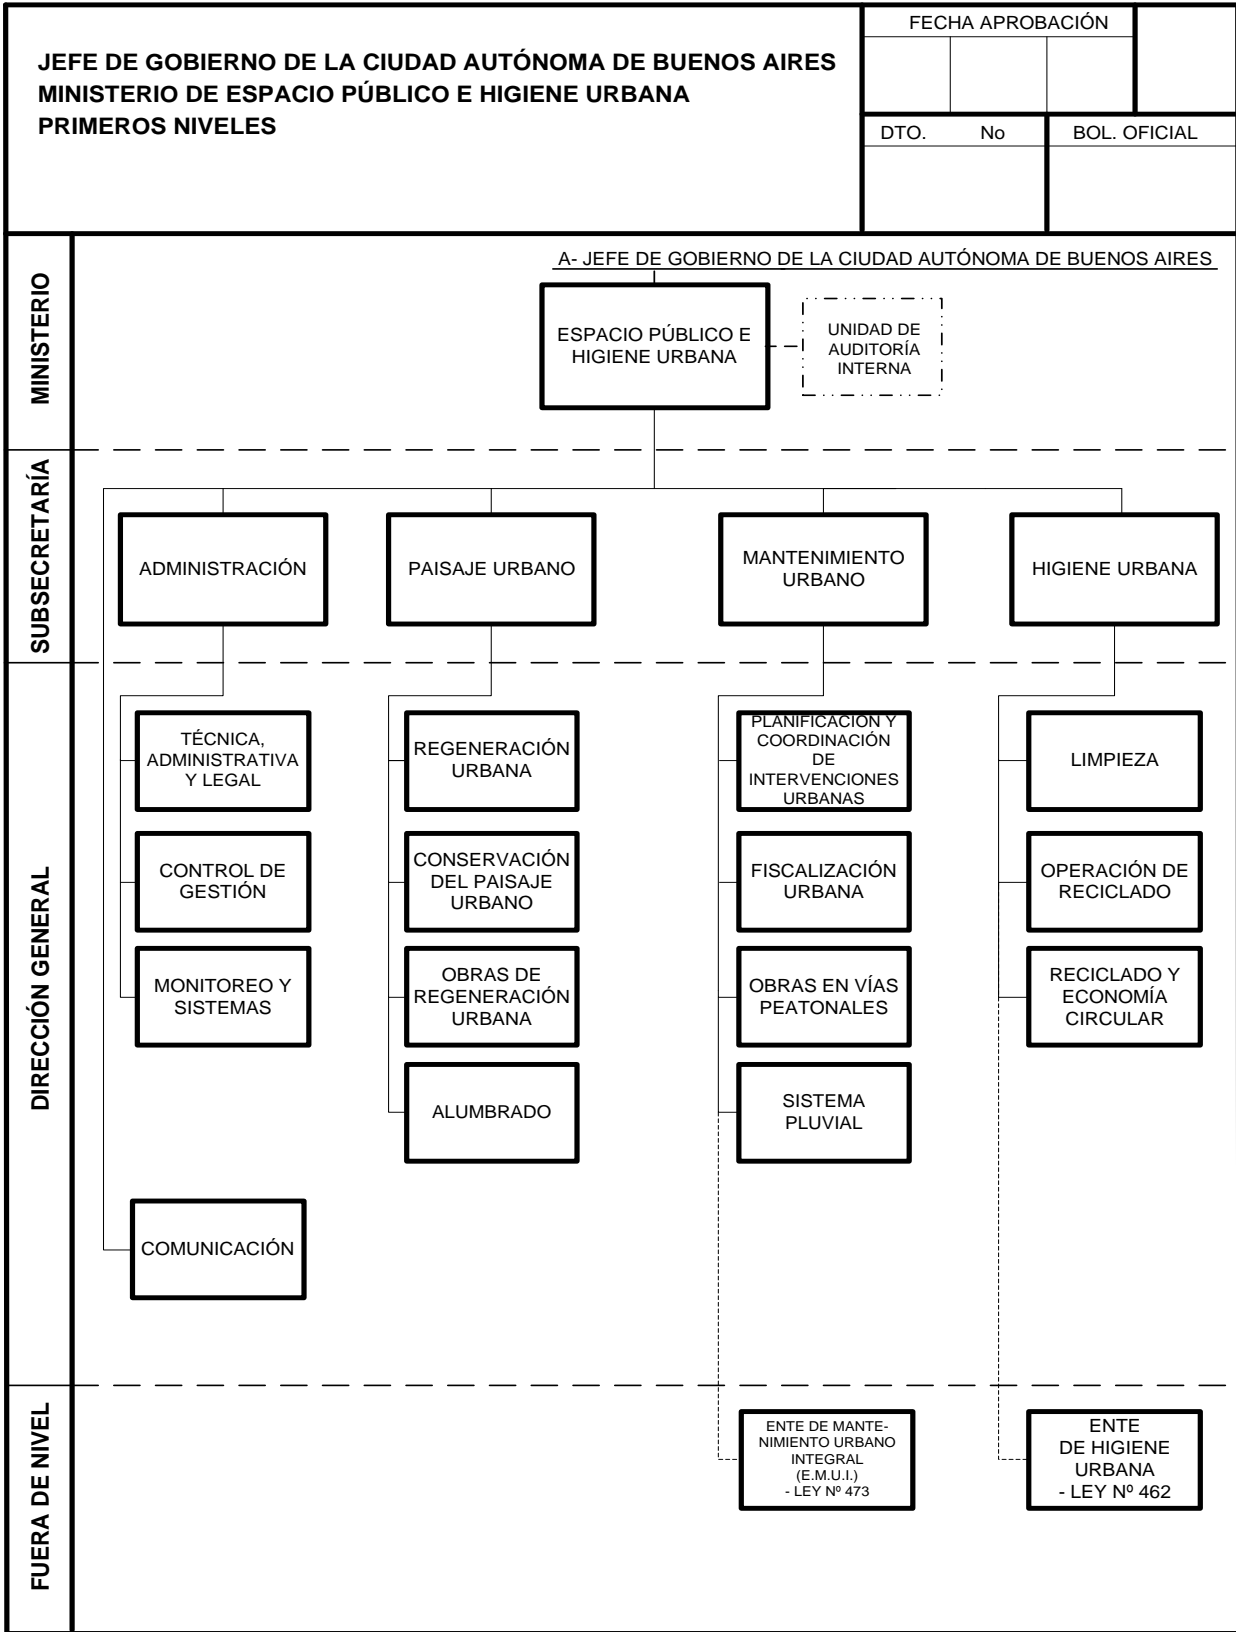 JEFE DE GOBIERNO DE LA CIUDAD AUTÓNOMA DE BUENOS AIRES
MINISTERIO DE ESPACIO PÚBLICO E HIGIENE URBANA
PRIMEROS NIVELES
FECHA APROBACIÓN
DTO. No
BOL. OFICIAL
MINISTERIO
A- JEFE DE GOBIERNO DE LA CIUDAD AUTÓNOMA DE BUENOS AIRES
ESPACIO PÚBLICO E
HIGIENE URBANA
UNIDAD DE
AUDITORÍA
INTERNA
SUBSECRETARÍA
ADMINISTRACIÓN
PAISAJE URBANO
MANTENIMIENTO
URBANO
HIGIENE URBANA
DIRECCIÓN GENERAL
TÉCNICA,
ADMINISTRATIVA
Y LEGAL
REGENERACIÓN
URBANA
PLANIFICACIÓN Y
COORDINACIÓN
DE
INTERVENCIONES
URBANAS
LIMPIEZA
CONTROL DE
GESTIÓN
CONSERVACIÓN
DEL PAISAJE
URBANO
FISCALIZACIÓN
URBANA
OPERACIÓN DE
RECICLADO
MONITOREO Y
SISTEMAS
OBRAS DE
REGENERACIÓN
URBANA
OBRAS EN VÍAS
PEATONALES
RECICLADO Y
ECONOMÍA
CIRCULAR
ALUMBRADO
SISTEMA
PLUVIAL
COMUNICACIÓN
FUERA DE NIVEL
ENTE DE MANTE-
NIMIENTO URBANO
INTEGRAL
(E.M.U.I.)
- LEY Nº 473
ENTE
DE HIGIENE
URBANA
- LEY Nº 462